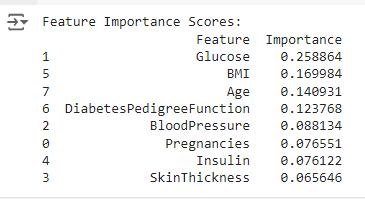 Feature Importance Scores:
Feature Importance
1 Glucose 0.258864
5 BMI 0.169984
7 Age 0.140931
6 DiabetesPedigreeFunction 0.123768
2 BloodPressure 0.088134
0 Pregnancies 0.076551
4 Insulin 0.076122
3 SkinThickness 0.065646